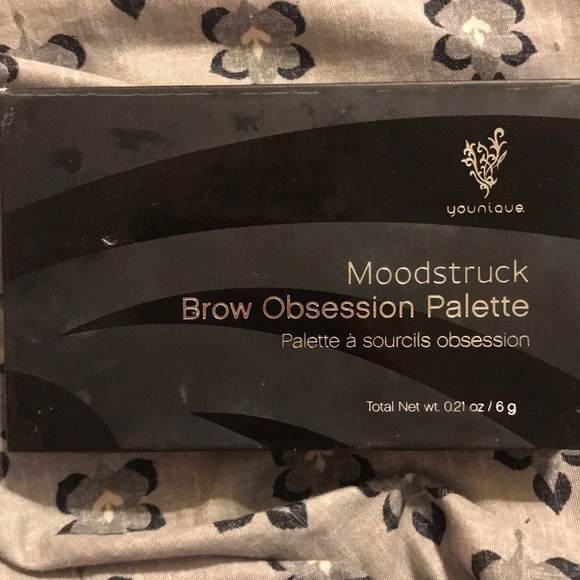 younique.
Moodstruck
Brow Obsession Palette
Palette à sourcils obsession
Total Net wt. 0.21 oz / 6 g